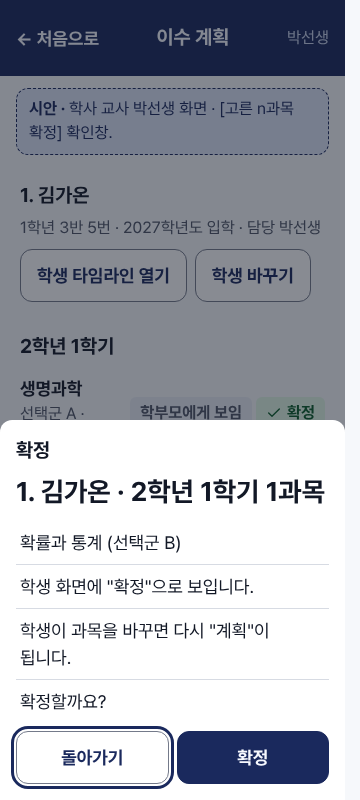 ← 처음으로 이수 계획 박선생
시안 · 학사 교사 박선생 화면 · [고른 n과목
확정] 확인창.
1. 김가온
1학년 3반 5번 · 2027학년도 입학 · 담당 박선생
학생 타임라인 열기 학생 바꾸기
2학년 1학기
생명과학
선택군 A · 학부모에게 보임 ✓ 확정
확정
1. 김가온 · 2학년 1학기 1과목
확률과 통계 (선택군 B)
학생 화면에 "확정"으로 보입니다.
학생이 과목을 바꾸면 다시 "계획"이
됩니다.
확정할까요?
돌아가기 확정